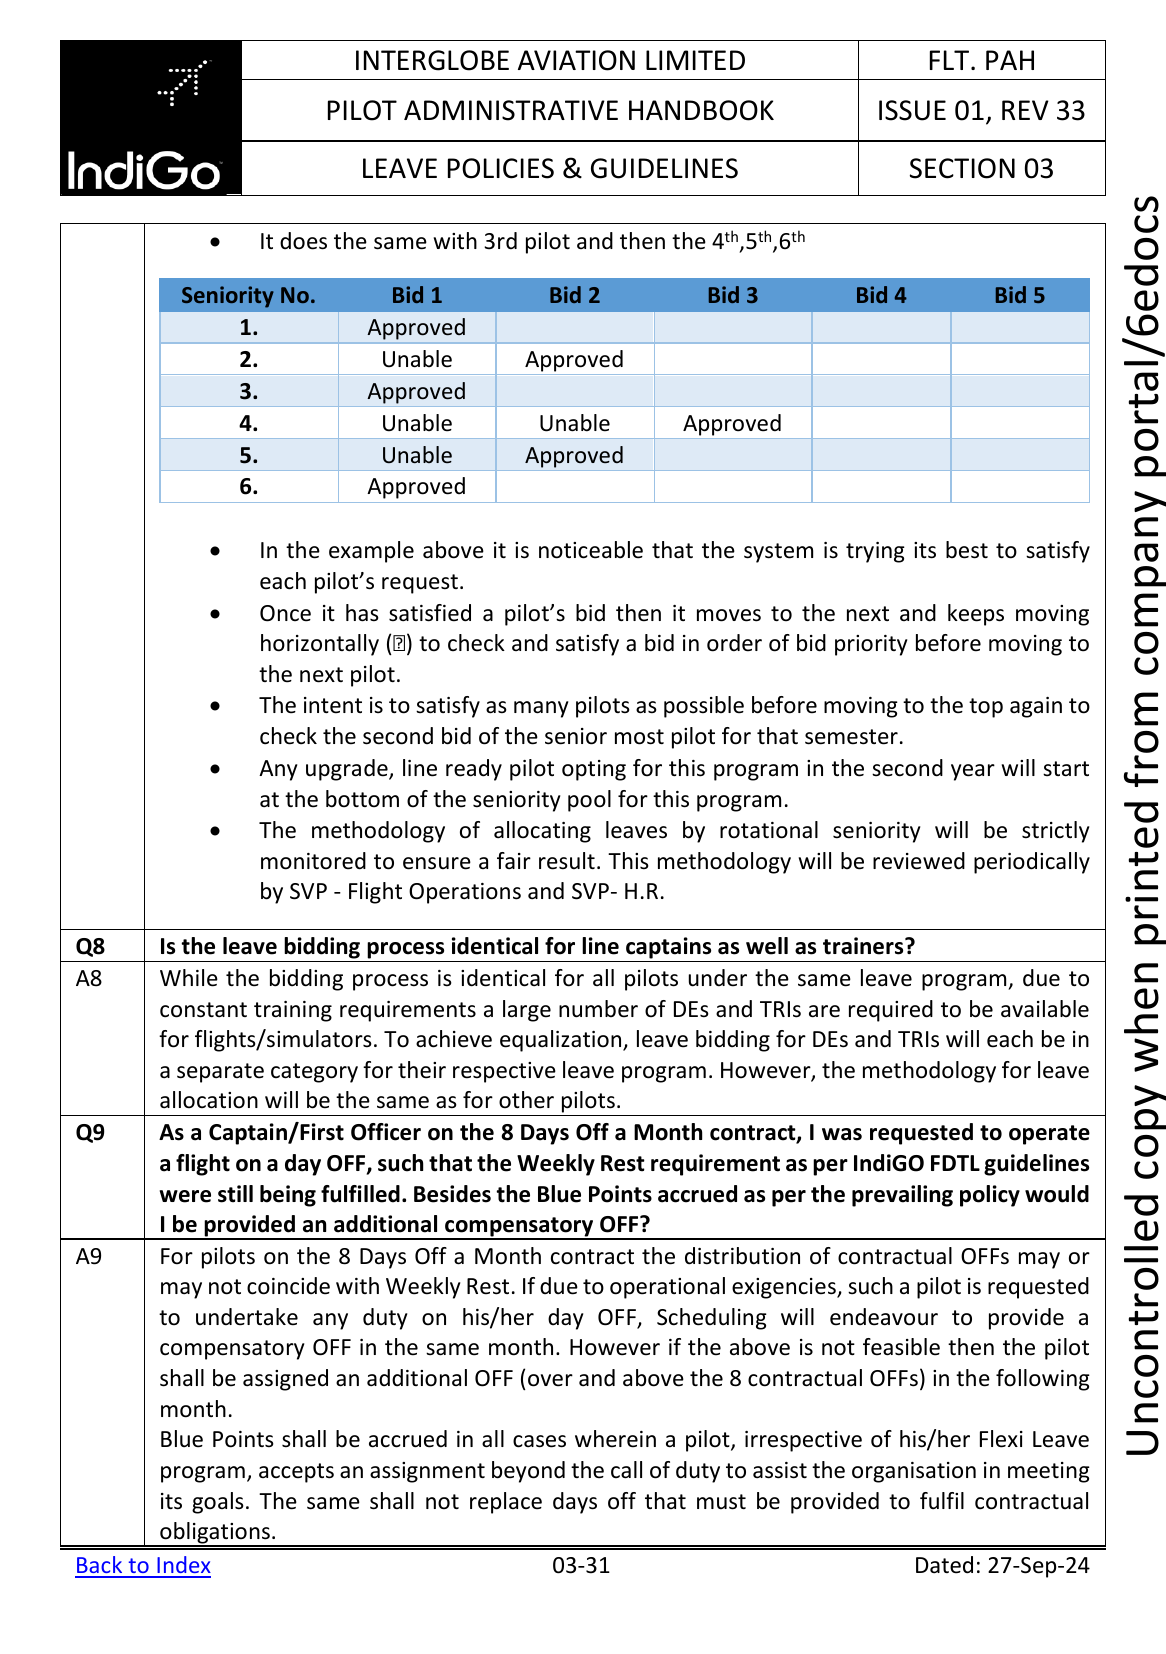 INTERGLOBE AVIATION LIMITED
FLT. PAH
PILOT ADMINISTRATIVE HANDBOOK
ISSUE 01, REV 33
IndiGo
LEAVE POLICIES & GUIDELINES
SECTION 03
• It does the same with 3rd pilot and then the 4th,5th,6th
Seniority No. Bid 1 Bid 2 Bid 3 Bid 4 Bid 5
1. Approved
2. Unable Approved
3. Approved
4. Unable Unable Approved
5. Unable Approved
6. Approved
• In the example above it is noticeable that the system is trying its best to satisfy
each pilot’s request.
• Once it has satisfied a pilot’s bid then it moves to the next and keeps moving
horizontally (⍰) to check and satisfy a bid in order of bid priority before moving to
the next pilot.
• The intent is to satisfy as many pilots as possible before moving to the top again to
check the second bid of the senior most pilot for that semester.
• Any upgrade, line ready pilot opting for this program in the second year will start
at the bottom of the seniority pool for this program.
• The methodology of allocating leaves by rotational seniority will be strictly
monitored to ensure a fair result. This methodology will be reviewed periodically
by SVP - Flight Operations and SVP- H.R.
Q8 Is the leave bidding process identical for line captains as well as trainers?
A8 While the bidding process is identical for all pilots under the same leave program, due to
constant training requirements a large number of DEs and TRIs are required to be available
for flights/simulators. To achieve equalization, leave bidding for DEs and TRIs will each be in
a separate category for their respective leave program. However, the methodology for leave
allocation will be the same as for other pilots.
Q9 As a Captain/First Officer on the 8 Days Off a Month contract, I was requested to operate
a flight on a day OFF, such that the Weekly Rest requirement as per IndiGO FDTL guidelines
were still being fulfilled. Besides the Blue Points accrued as per the prevailing policy would
I be provided an additional compensatory OFF?
A9 For pilots on the 8 Days Off a Month contract the distribution of contractual OFFs may or
may not coincide with Weekly Rest. If due to operational exigencies, such a pilot is requested
to undertake any duty on his/her day OFF, Scheduling will endeavour to provide a
compensatory OFF in the same month. However if the above is not feasible then the pilot
shall be assigned an additional OFF (over and above the 8 contractual OFFs) in the following
month.
Blue Points shall be accrued in all cases wherein a pilot, irrespective of his/her Flexi Leave
program, accepts an assignment beyond the call of duty to assist the organisation in meeting
its goals. The same shall not replace days off that must be provided to fulfil contractual
obligations.
Back to Index 03-31 Dated: 27-Sep-24
Uncontrolled copy when printed from company portal/6edocs